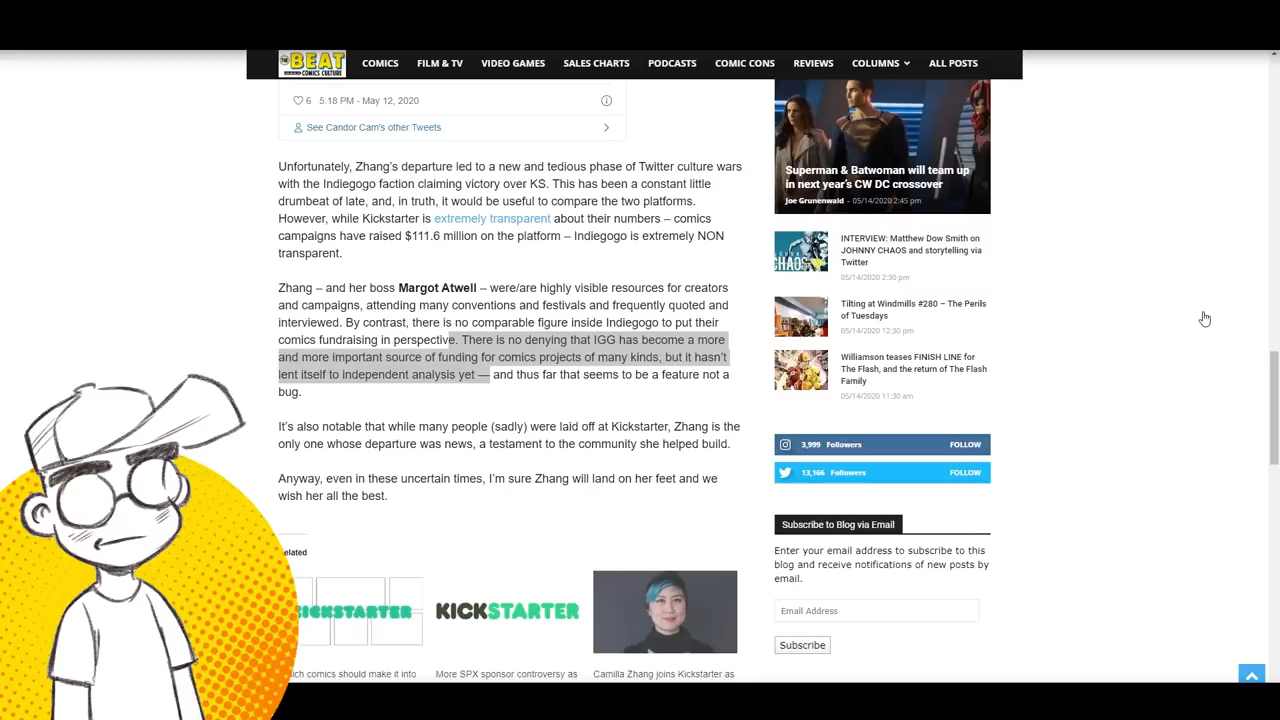 THE BEAT
COMICS CULTURE
COMICS
FILM & TV
VIDEO GAMES
SALES CHARTS
PODCASTS
COMIC CONS
REVIEWS
COLUMNS
ALL POSTS
6 5:18 PM - May 12, 2020
See Candor Cam's other Tweets
Unfortunately, Zhang's departure led to a new and tedious phase of Twitter culture wars
with the Indiegogo faction claiming victory over KS. This has been a constant little
drumbeat of late, and, in truth, it would be useful to compare the two platforms.
However, while Kickstarter is extremely transparent about their numbers – comics
campaigns have raised $111.6 million on the platform – Indiegogo is extremely NON
transparent.
Zhang – and her boss Margot Atwell – were/are highly visible resources for creators
and campaigns, attending many conventions and festivals and frequently quoted and
interviewed. By contrast, there is no comparable figure inside Indiegogo to put their
comics fundraising in perspective. There is no denying that IGG has become a more
and more important source of funding for comics projects of many kinds, but it hasn't
lent itself to independent analysis yet — and thus far that seems to be a feature not a
bug.
It's also notable that while many people (sadly) were laid off at Kickstarter, Zhang is the
only one whose departure was news, a testament to the community she helped build.
Anyway, even in these uncertain times, I'm sure Zhang will land on her feet and we
wish her all the best.
elated
KICKSTARTER
KICKSTARTER
ich comics should make it into
More SPX sponsor controversy as
Camilla Zhang joins Kickstarter as
Superman & Batwoman will team up
in next year's CW DC crossover
Joe Grunenwald - 05/14/2020 2:45 pm
CHAOS
INTERVIEW: Matthew Dow Smith on
JOHNNY CHAOS and storytelling via
Twitter
05/14/2020 2:30 pm
Tilting at Windmills #280 – The Perils
of Tuesdays
05/14/2020 12:30 pm
Williamson teases FINISH LINE for
The Flash, and the return of The Flash
Family
05/14/2020 11:30 am
3,999 Followers FOLLOW
13,166 Followers FOLLOW
Subscribe to Blog via Email
Enter your email address to subscribe to this
blog and receive notifications of new posts by
email.
Email Address
Subscribe